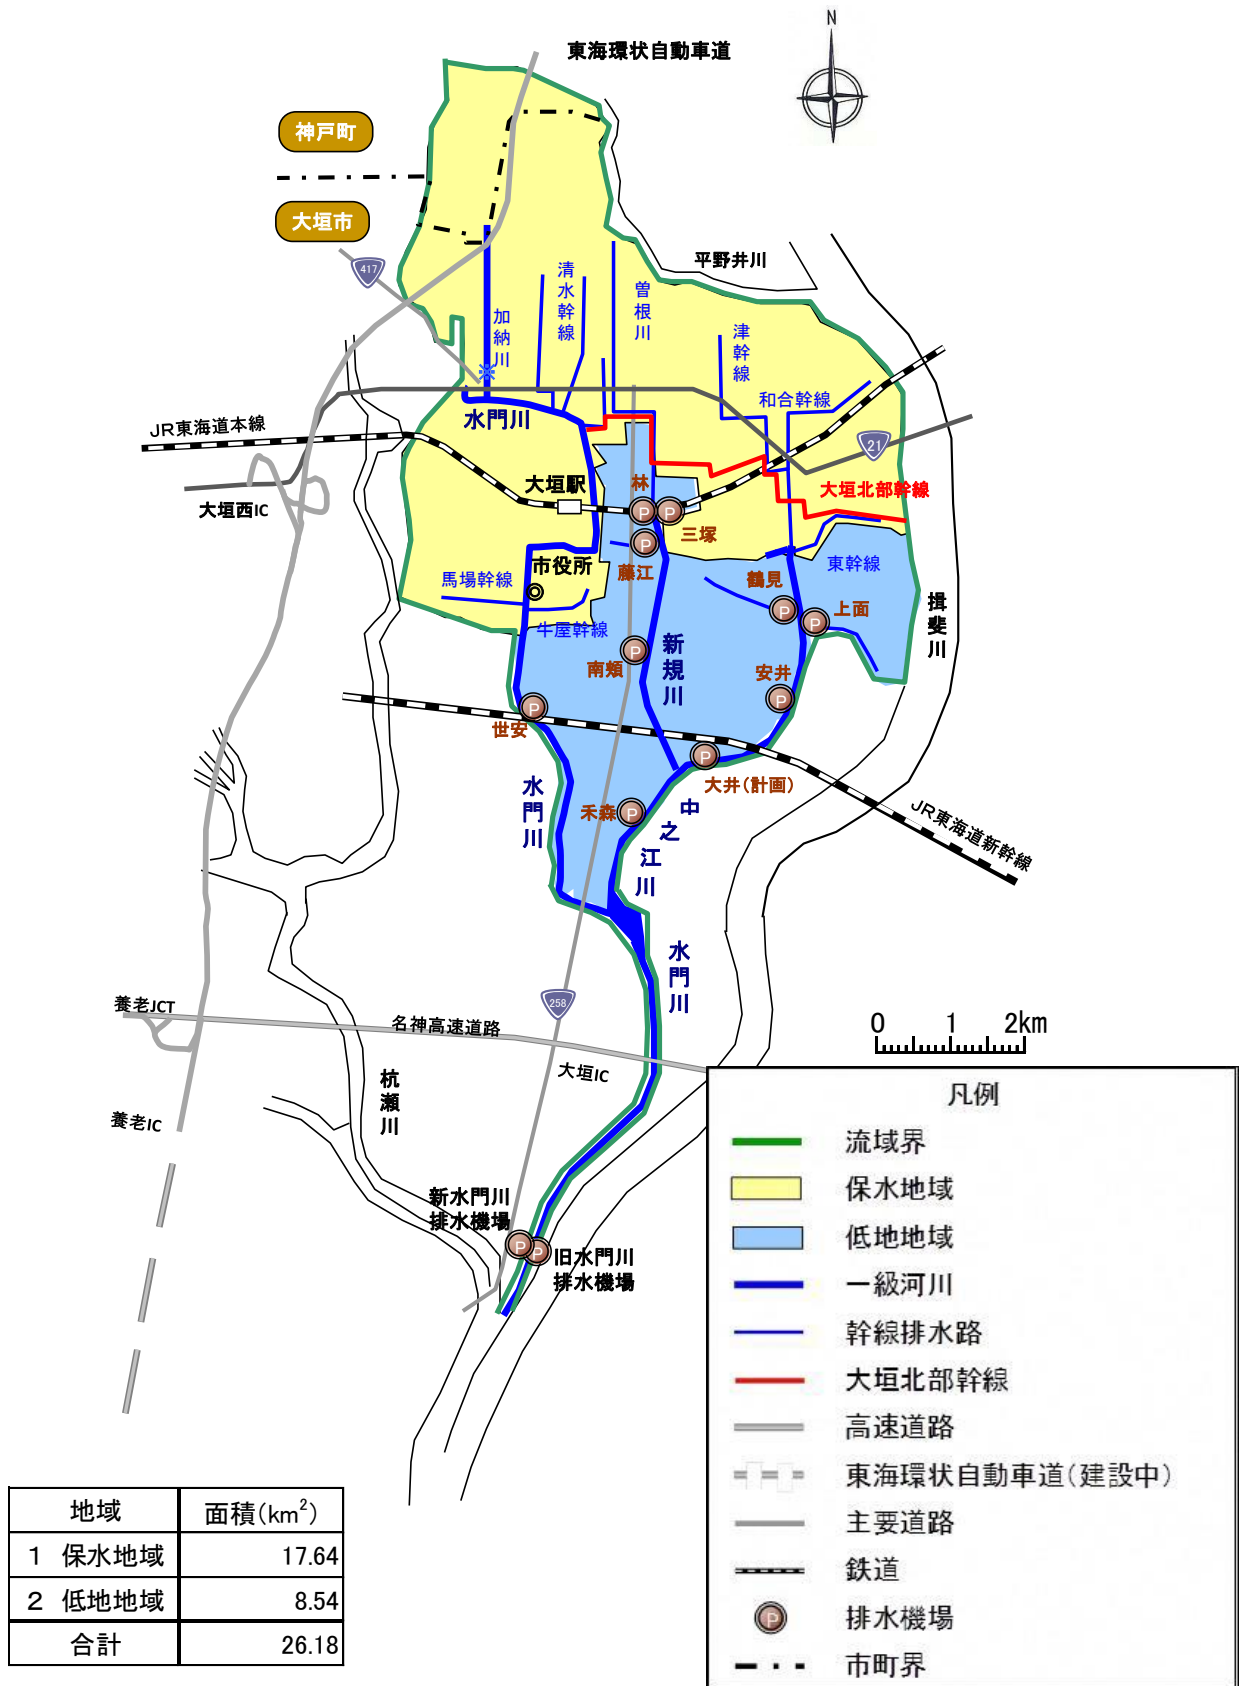 N
東海環状自動車道
神戸町
大垣市
417
平野井川
加納川
清水幹線
曽根川
津幹線
和合幹線
21
JR東海道本線
水門川
大垣西IC
大垣駅
林
三塚
大垣北部幹線
藤江
市役所
馬場幹線
牛屋幹線
鶴見
東幹線
上面
揖斐川
新規川
南頬
安井
世安
水門川
大井(計画)
禾森
中之江川
JR東海道新幹線
水門川
258
養老JCT
名神高速道路
大垣IC
養老IC
杭瀬川
新水門川
排水機場
旧水門川
排水機場
P
P
P
P
P
P
P
P
P
P
P
P
0 1 2km
凡例
流域界
保水地域
低地地域
一級河川
幹線排水路
大垣北部幹線
高速道路
東海環状自動車道(建設中)
主要道路
鉄道
P 排水機場
市町界
地域 面積(km²)
1 保水地域 17.64
2 低地地域 8.54
合計 26.18